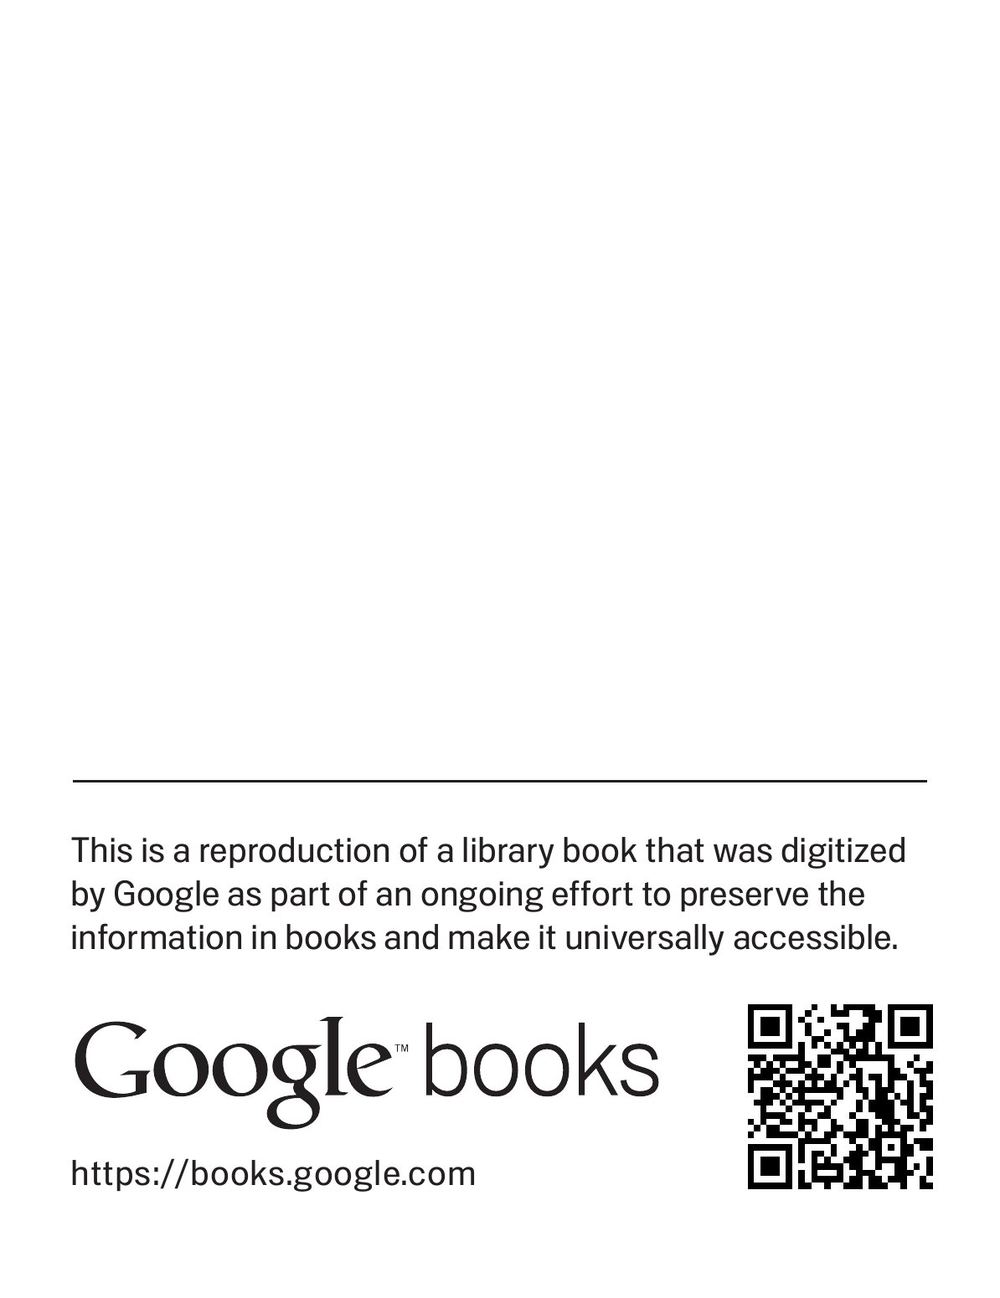 This is a reproduction of a library book that was digitized
by Google as part of an ongoing effort to preserve the
information in books and make it universally accessible.
Google™ books
https://books.google.com